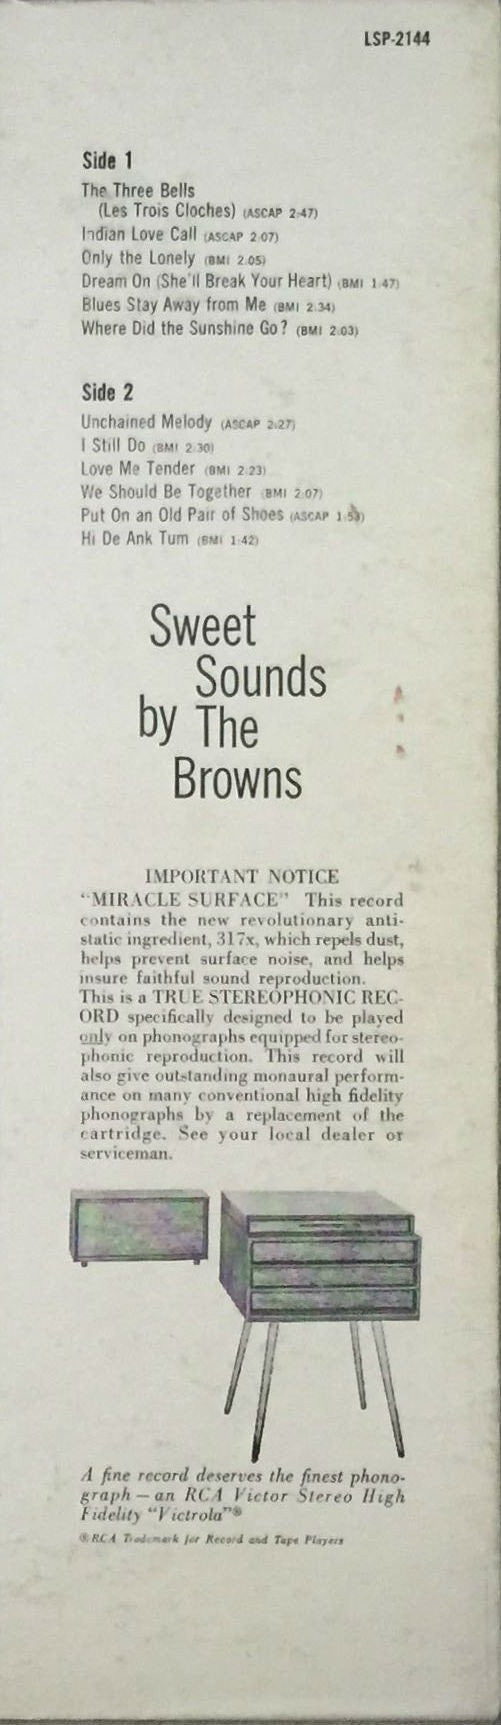 LSP-2144
Side 1
The Three Bells
(Les Trois Cloches) (ASCAP 2:47)
Indian Love Call (ASCAP 2:07)
Only the Lonely (BMI 2:05)
Dream On (She'll Break Your Heart) (BMI 1:47)
Blues Stay Away from Me (BMI 2:34)
Where Did the Sunshine Go? (BMI 2:03)
Side 2
Unchained Melody (ASCAP 2:27)
I Still Do (BMI 2:30)
Love Me Tender (BMI 2:23)
We Should Be Together (BMI 2:07)
Put On an Old Pair of Shoes (ASCAP
Hi De Ank Tum (BMI 1:42)
Sweet
Sounds
by The
Browns
IMPORTANT NOTICE
"MIRACLE SURFACE" This record
contains the new revolutionary anti-
static ingredient, 317x, which repels dust,
helps prevent surface noise, and helps
insure faithful sound reproduction.
This is a TRUE STEREOPHONIC REC-
ORD specifically designed to be played
only on phonographs equipped for stereo-
phonic reproduction. This record will
also give outstanding monaural perform-
ance on many conventional high fidelity
phonographs by a replacement of the
cartridge. See your local dealer or
serviceman.
A fine record deserves the finest phono-
graph — an RCA Victor Stereo High
Fidelity "Victrola"®
®RCA Trademark for Record and Tape Players